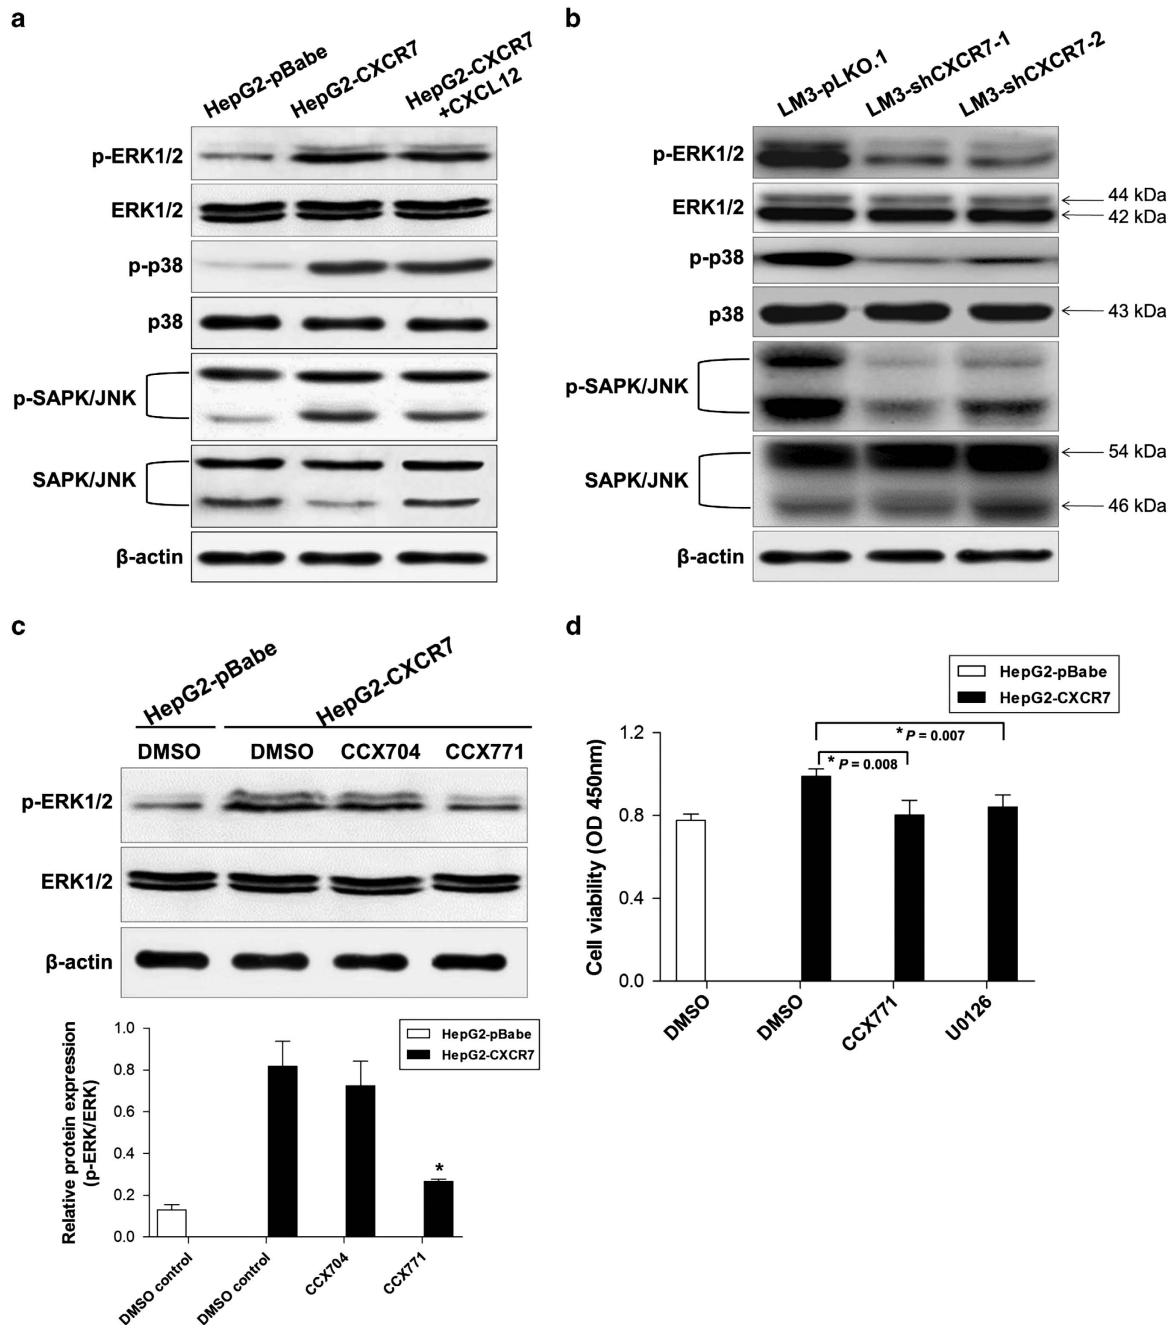 a
HepG2-pBabe
HepG2-CXCR7
HepG2-CXCR7
+CXCL12
p-ERK1/2
ERK1/2
p-p38
p38
p-SAPK/JNK
SAPK/JNK
β-actin
b
LM3-pLKO.1
LM3-shCXCR7-1
LM3-shCXCR7-2
p-ERK1/2
ERK1/2
44 kDa
42 kDa
p-p38
p38
43 kDa
p-SAPK/JNK
SAPK/JNK
54 kDa
46 kDa
β-actin
c
HepG2-pBabe
HepG2-CXCR7
DMSO DMSO CCX704 CCX771
p-ERK1/2
ERK1/2
β-actin
HepG2-pBabe
HepG2-CXCR7
Relative protein expression
(p-ERK/ERK)
1.0
0.8
0.6
0.4
0.2
0.0
*
DMSO control
DMSO control
CCX704
CCX771
d
HepG2-pBabe
HepG2-CXCR7
Cell viability (OD 450nm)
1.2
0.8
0.4
0.0
* P = 0.007
* P = 0.008
DMSO
DMSO
CCX771
U0126